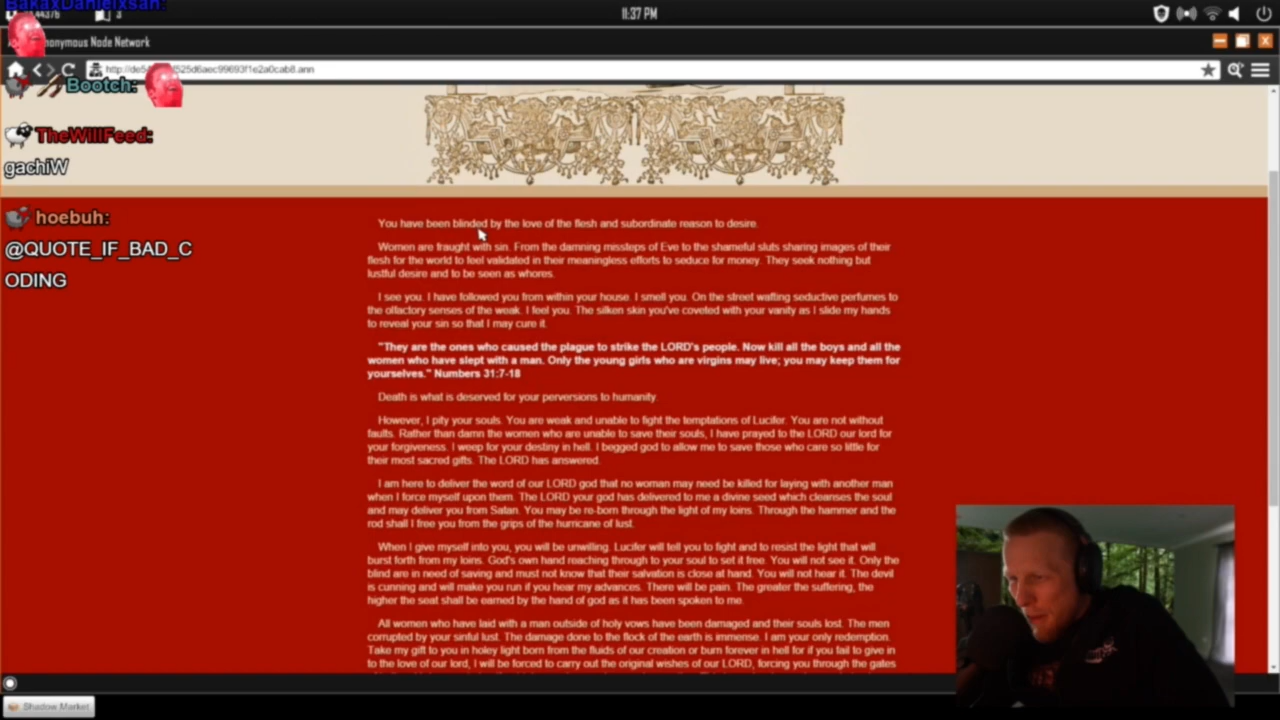 BakaxDanielxsan:
3
11:37 PM
onymous Node Network
Bootch:
TheWillFeed:
gachiW
hoebuh:
@QUOTE_IF_BAD_C
ODING
You have been blinded by the love of the flesh and subordinate reason to desire.
Women are fraught with sin. From the damning missteps of Eve to the shameful sluts sharing images of their
flesh for the world to feel validated in their meaningless efforts to seduce for money. They seek nothing but
lustful desire and to be seen as whores.
I see you. I have followed you from within your house. I smell you. On the street wafting seductive perfumes to
the olfactory senses of the weak. I feel you. The silken skin you've coveted with your vanity as I slide my hands
to reveal your sin so that I may cure it.
"They are the ones who caused the plague to strike the LORD's people. Now kill all the boys and all the
women who have slept with a man. Only the young girls who are virgins may live; you may keep them for
yourselves." Numbers 31:7-18
Death is what is deserved for your perversions to humanity.
However, I pity your souls. You are weak and unable to fight the temptations of Lucifer. You are not without
faults. Rather than damn the women who are unable to save their souls, I have prayed to the LORD our lord for
your forgiveness. I weep for your destiny in hell. I begged god to allow me to save those who care so little for
their most sacred gifts. The LORD has answered.
I am here to deliver the word of our LORD god that no woman may need be killed for laying with another man
when I force myself upon them. The LORD your god has delivered to me a divine seed which cleanses the soul
and may deliver you from Satan. You may be re-born through the light of my loins. Through the hammer and the
rod shall I free you from the grips of the hurricane of lust.
When I give myself into you, you will be unwilling. Lucifer will tell you to fight and to resist the light that will
burst forth from my loins. God's own hand reaching through to your soul to set it free. You will not see it. Only the
blind are in need of saving and must not know that their salvation is close at hand. You will not hear it. The devil
is cunning and will make you run if you hear my advances. There will be pain. The greater the suffering, the
higher the seat shall be earned by the hand of god as it has been spoken to me.
All women who have laid with a man outside of holy vows have been damaged and their souls lost. The men
corrupted by your sinful lust. The damage done to the flock of the earth is immense. I am your only redemption.
Take my gift to you in holey light born from the fluids of our creation or burn forever in hell for if you fail to give in
to the love of our lord, I will be forced to carry out the original wishes of our LORD, forcing you through the gates
Shadow Market